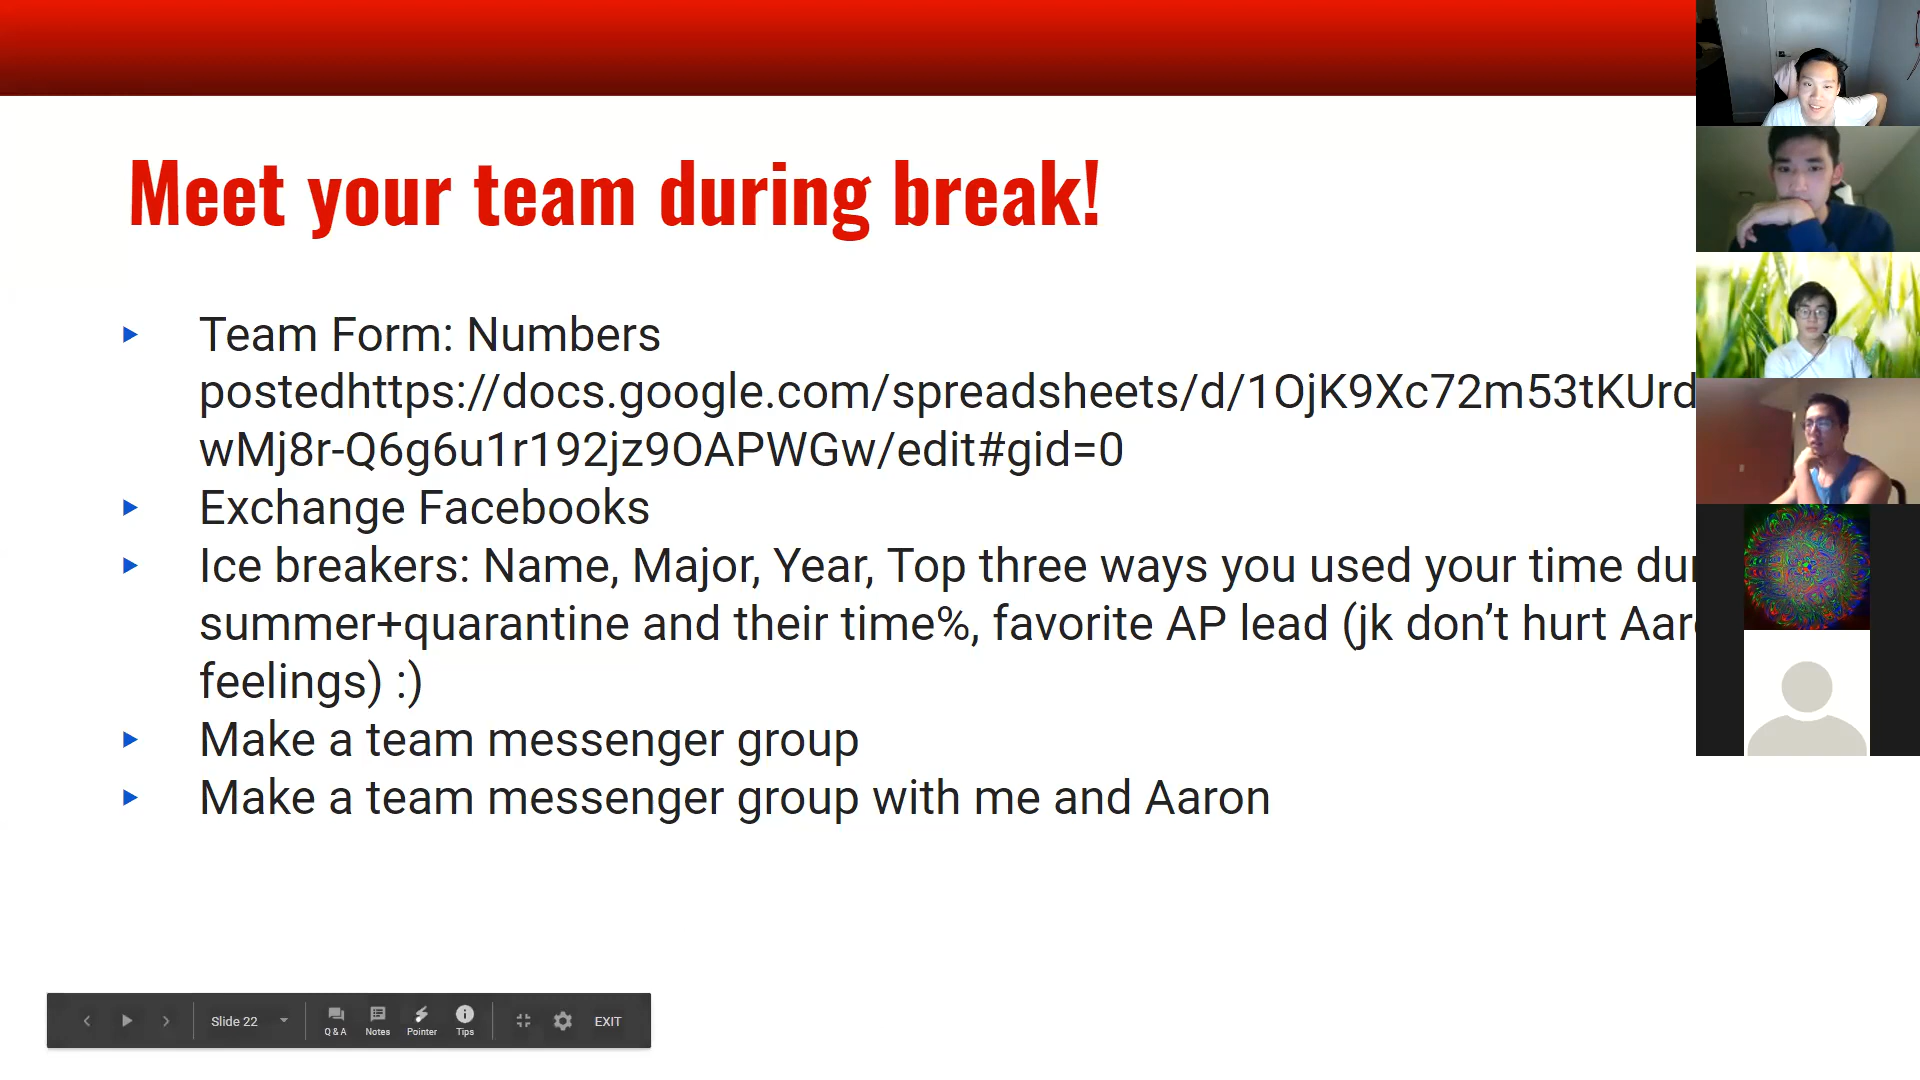 Meet your team during break!
Team Form: Numbers
postedhttps://docs.google.com/spreadsheets/d/1OjK9Xc72m53tKUrd
wMj8r-Q6g6u1r192jz9OAPWGw/edit#gid=0
Exchange Facebooks
Ice breakers: Name, Major, Year, Top three ways you used your time
summer+quarantine and their time%, favorite AP lead (jk don't hurt
feelings) :)
Make a team messenger group
Make a team messenger group with me and Aaron
Slide 22
Q & A
Notes
Pointer
Tips
EXIT